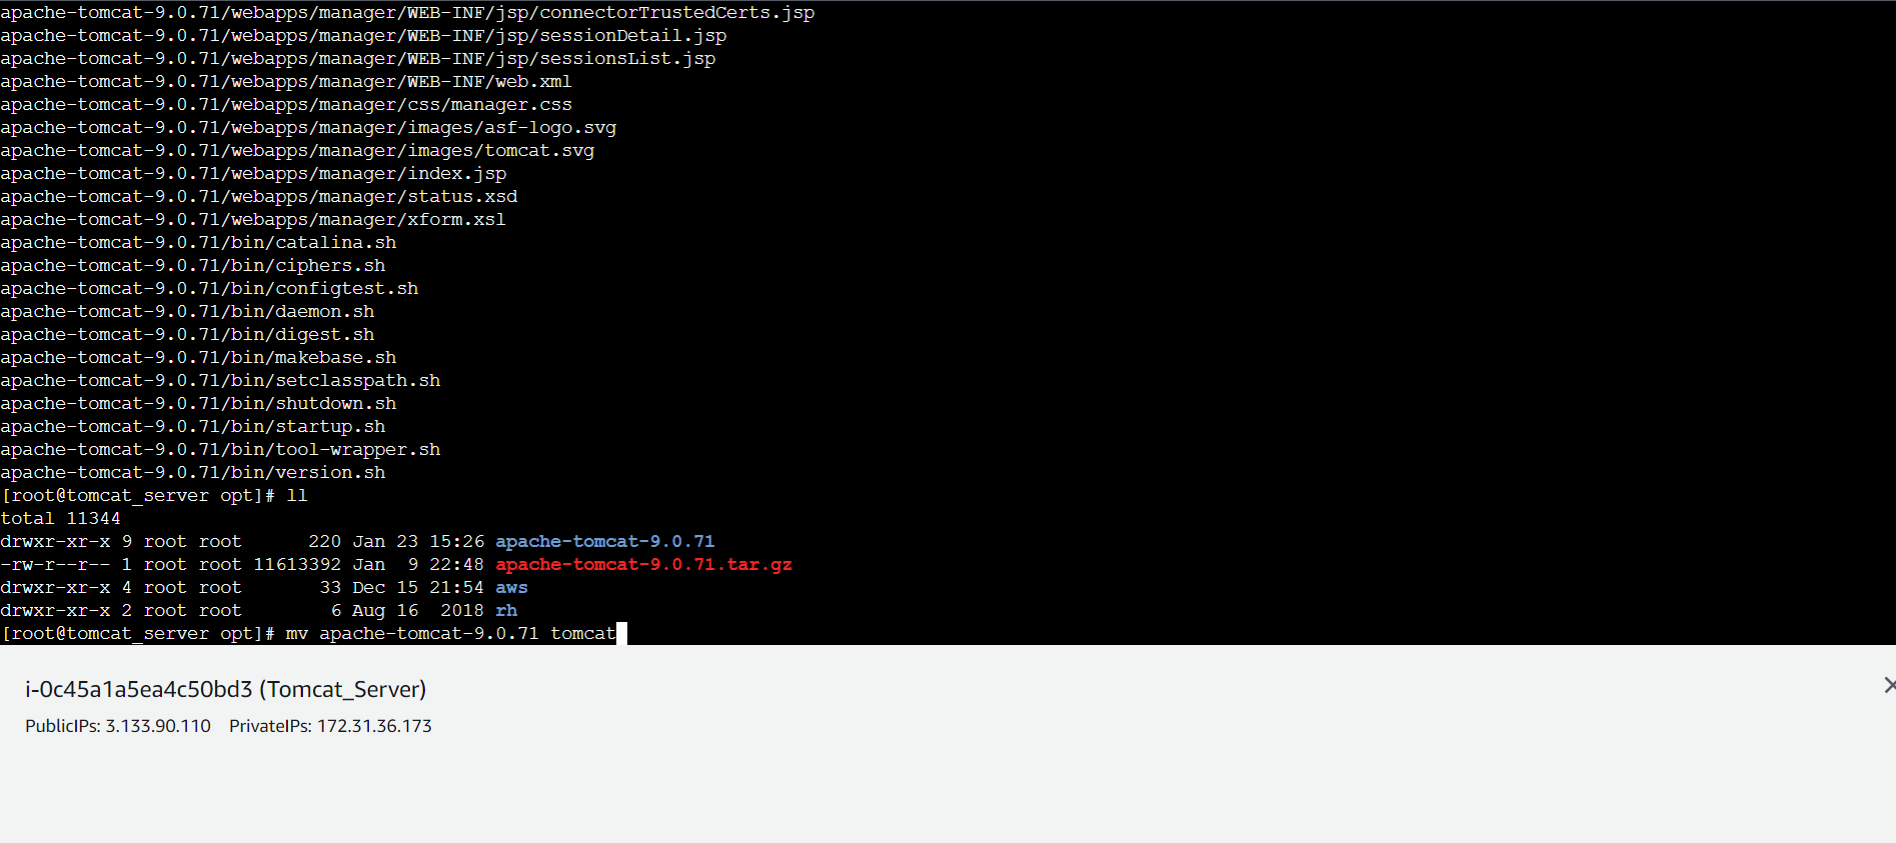 apache-tomcat-9.0.71/webapps/manager/WEB-INF/jsp/connectorTrustedCerts.jsp
apache-tomcat-9.0.71/webapps/manager/WEB-INF/jsp/sessionDetail.jsp
apache-tomcat-9.0.71/webapps/manager/WEB-INF/jsp/sessionsList.jsp
apache-tomcat-9.0.71/webapps/manager/WEB-INF/web.xml
apache-tomcat-9.0.71/webapps/manager/css/manager.css
apache-tomcat-9.0.71/webapps/manager/images/asf-logo.svg
apache-tomcat-9.0.71/webapps/manager/images/tomcat.svg
apache-tomcat-9.0.71/webapps/manager/index.jsp
apache-tomcat-9.0.71/webapps/manager/status.xsd
apache-tomcat-9.0.71/webapps/manager/xform.xsl
apache-tomcat-9.0.71/bin/catalina.sh
apache-tomcat-9.0.71/bin/ciphers.sh
apache-tomcat-9.0.71/bin/configtest.sh
apache-tomcat-9.0.71/bin/daemon.sh
apache-tomcat-9.0.71/bin/digest.sh
apache-tomcat-9.0.71/bin/makebase.sh
apache-tomcat-9.0.71/bin/setclasspath.sh
apache-tomcat-9.0.71/bin/shutdown.sh
apache-tomcat-9.0.71/bin/startup.sh
apache-tomcat-9.0.71/bin/tool-wrapper.sh
apache-tomcat-9.0.71/bin/version.sh
[root@tomcat_server opt]# ll
total 11344
drwxr-xr-x 9 root root      220 Jan 23 15:26 apache-tomcat-9.0.71
-rw-r--r-- 1 root root 11613392 Jan  9 22:48 apache-tomcat-9.0.71.tar.gz
drwxr-xr-x 4 root root       33 Dec 15 21:54 aws
drwxr-xr-x 2 root root        6 Aug 16  2018 rh
[root@tomcat_server opt]# mv apache-tomcat-9.0.71 tomcat
i-0c45a1a5ea4c50bd3 (Tomcat_Server)
PublicIPs: 3.133.90.110    PrivateIPs: 172.31.36.173